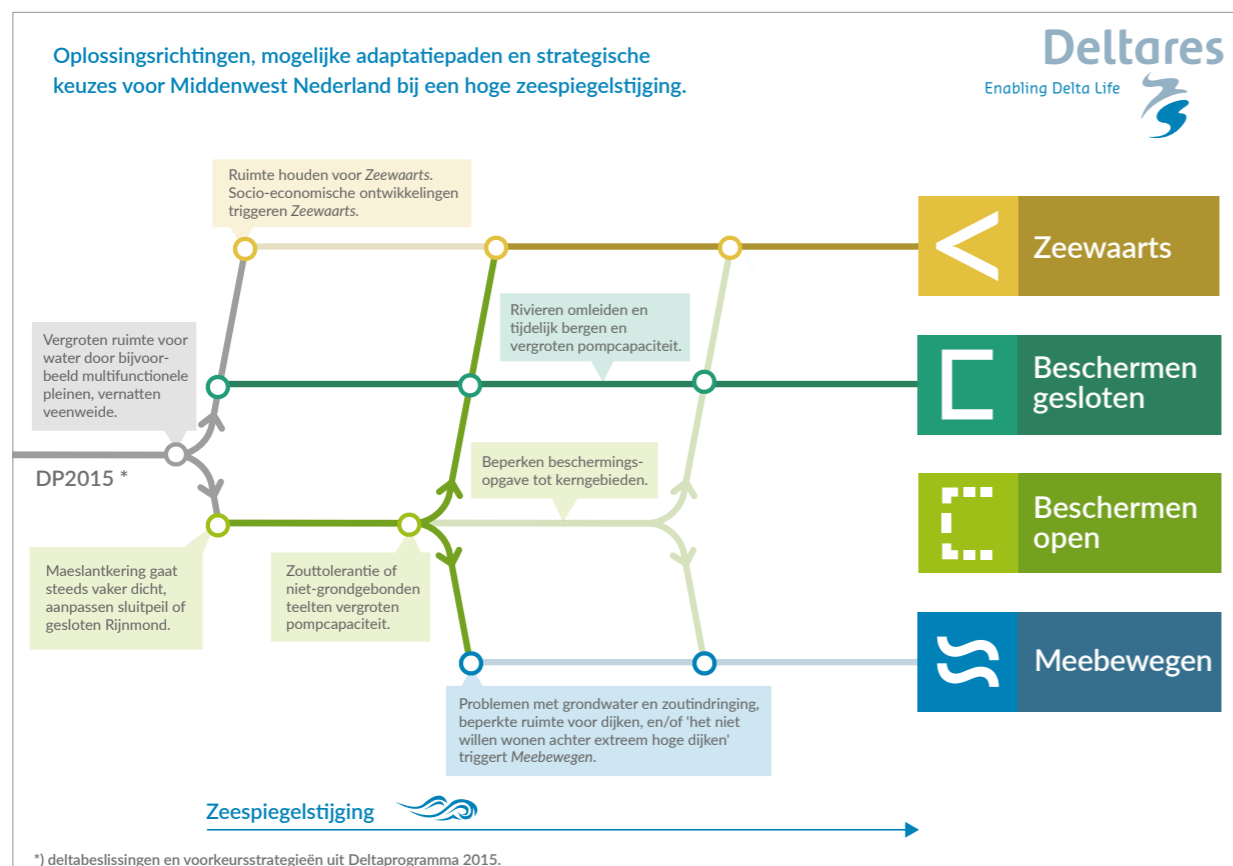 Oplossingsrichtingen, mogelijke adaptatiepaden en strategische
keuzes voor Middenwest Nederland bij een hoge zeespiegelstijging.
Deltares
Enabling Delta Life
Ruimte houden voor Zeewaarts.
Socio-economische ontwikkelingen
triggeren Zeewaarts.
Zeewaarts
Rivieren omleiden en
tijdelijk bergen en
vergroten pompcapaciteit.
Vergroten ruimte voor
water door bijvoor-
beeld multifunctionele
pleinen, vernatten
veenweide.
Beschermen
gesloten
DP2015 *
Beperken beschermings-
opgave tot kerngebieden.
Beschermen
open
Maeslantkering gaat
steeds vaker dicht,
aanpassen sluitpeil of
gesloten Rijnmond.
Zouttolerantie of
niet-grondgebonden
teelten vergroten
pompcapaciteit.
Meebewegen
Problemen met grondwater en zoutindringing,
beperkte ruimte voor dijken, en/of 'het niet
willen wonen achter extreem hoge dijken'
triggert Meebewegen.
Zeespiegelstijging
*) deltabeslissingen en voorkeursstrategieën uit Deltaprogramma 2015.